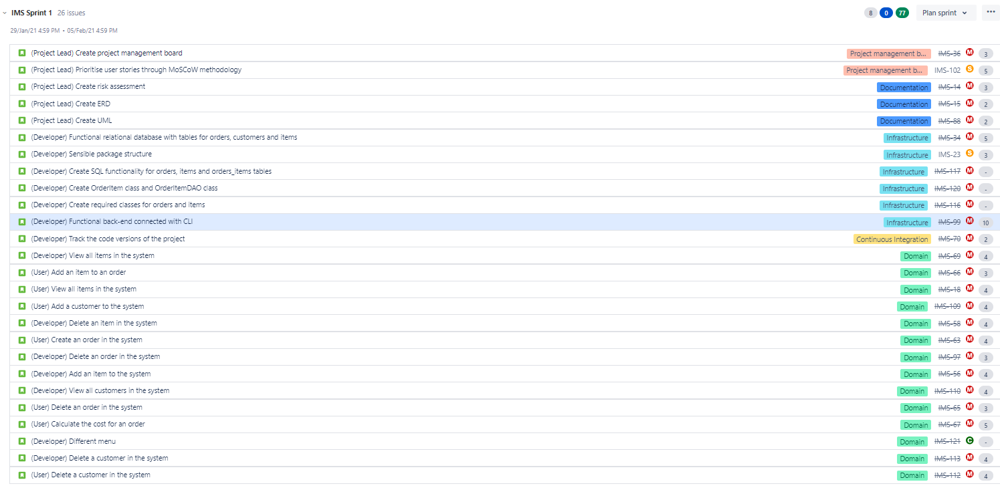 IMS Sprint 1 26 issues 8 0 77 Plan sprint
29/Jan/21 4:59 PM • 05/Feb/21 4:59 PM
(Project Lead) Create project management board Project management b... IMS-36 M 3
(Project Lead) Prioritise user stories through MoSCoW methodology Project management b... IMS-102 S 5
(Project Lead) Create risk assessment Documentation IMS-14 M 3
(Project Lead) Create ERD Documentation IMS-15 M 2
(Project Lead) Create UML Documentation IMS-88 M 2
(Developer) Functional relational database with tables for orders, customers and items Infrastructure IMS-34 M 5
(Developer) Sensible package structure Infrastructure IMS-23 S 3
(Developer) Create SQL functionality for orders, items and orders_items tables Infrastructure IMS-117 M -
(Developer) Create OrderItem class and OrderItemDAO class Infrastructure IMS-120 M -
(Developer) Create required classes for orders and items Infrastructure IMS-116 M -
(Developer) Functional back-end connected with CLI Infrastructure IMS-99 M 10
(Developer) Track the code versions of the project Continuous Integration IMS-70 M 2
(Developer) View all items in the system Domain IMS-69 M 4
(User) Add an item to an order Domain IMS-66 M 3
(User) View all items in the system Domain IMS-18 M 4
(User) Add a customer to the system Domain IMS-109 M 4
(Developer) Delete an item in the system Domain IMS-58 M 4
(User) Create an order in the system Domain IMS-63 M 4
(Developer) Delete an order in the system Domain IMS-97 M 3
(Developer) Add an item to the system Domain IMS-56 M 4
(Developer) View all customers in the system Domain IMS-110 M 4
(User) Delete an order in the system Domain IMS-65 M 3
(User) Calculate the cost for an order Domain IMS-67 M 5
(Developer) Different menu Domain IMS-121 C -
(Developer) Delete a customer in the system Domain IMS-113 M 4
(User) Delete a customer in the system Domain IMS-112 M 4